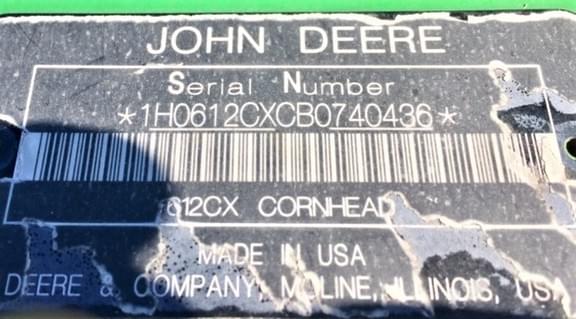 JOHN DEERE
Serial Number
*1H0612CXCB0740436*
612CX CORNHEAD
MADE IN USA
DEERE & COMPANY, MOLINE, ILLINOIS, USA